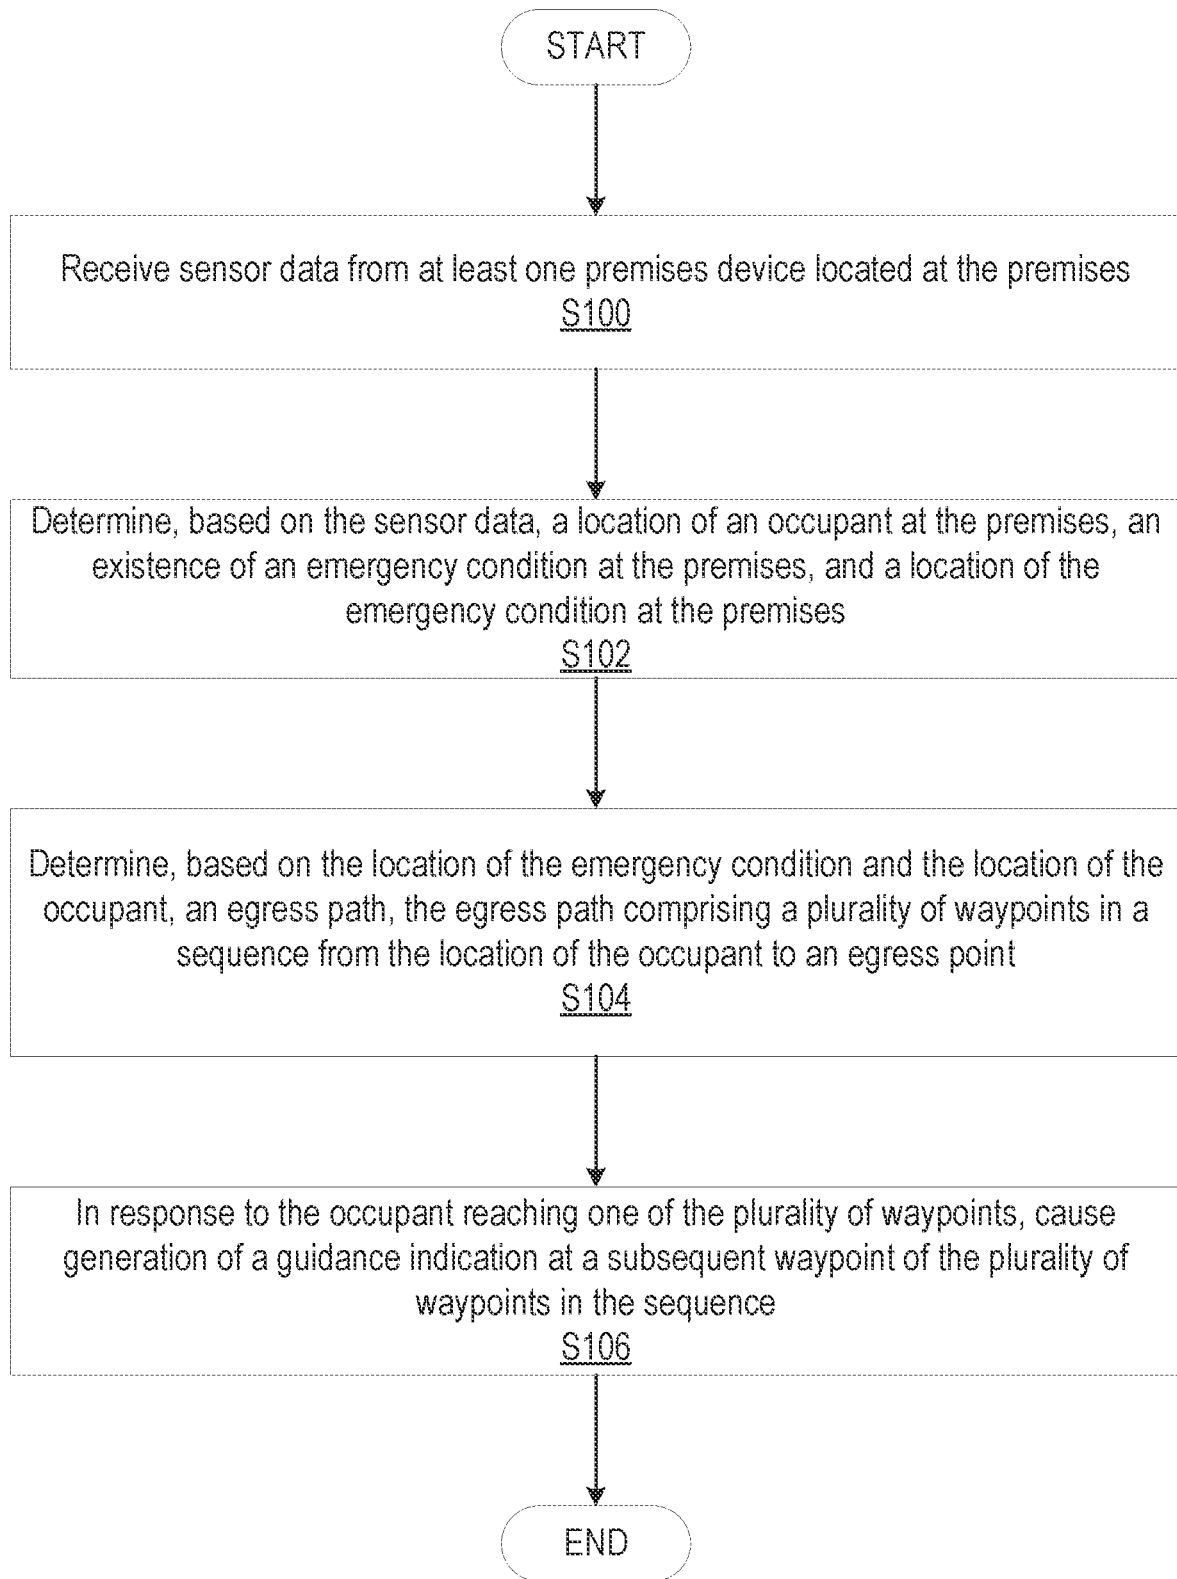 START
Receive sensor data from at least one premises device located at the premises
S100
Determine, based on the sensor data, a location of an occupant at the premises, an
existence of an emergency condition at the premises, and a location of the
emergency condition at the premises
S102
Determine, based on the location of the emergency condition and the location of the
occupant, an egress path, the egress path comprising a plurality of waypoints in a
sequence from the location of the occupant to an egress point
S104
In response to the occupant reaching one of the plurality of waypoints, cause
generation of a guidance indication at a subsequent waypoint of the plurality of
waypoints in the sequence
S106
END